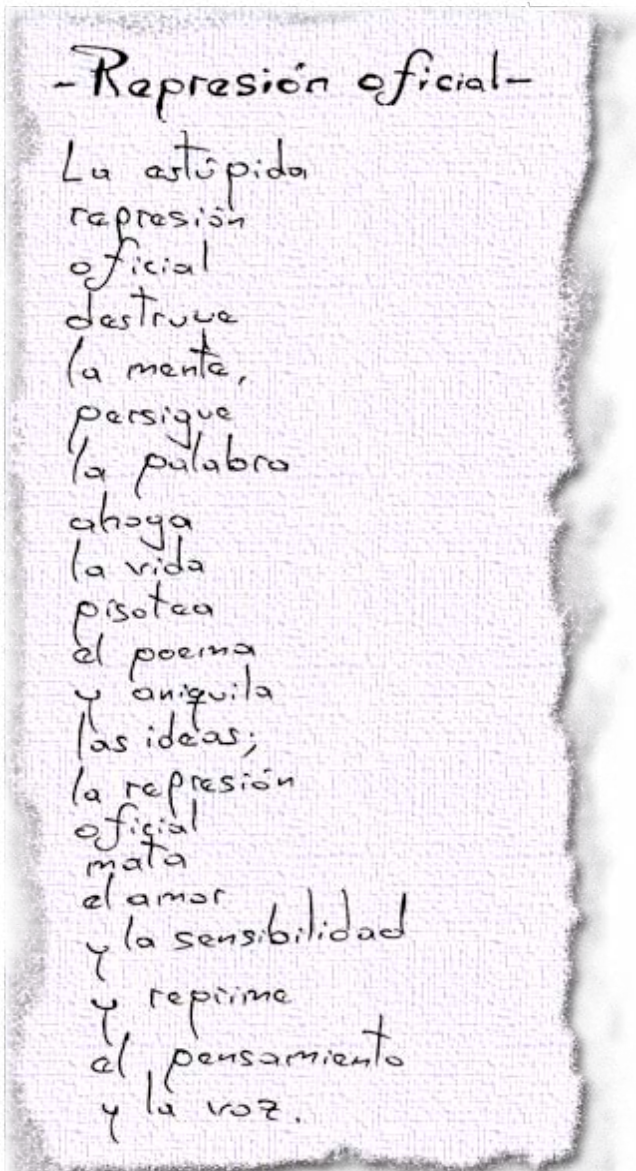 -Represión oficial-
La estúpida
represión
oficial
destruye
la mente,
persigue
la palabra
ahoga
la vida
pisotea
el poema
y aniquila
las ideas;
la represión
oficial
mata
el amor
y la sensibilidad
y reprime
el pensamiento
y la voz.